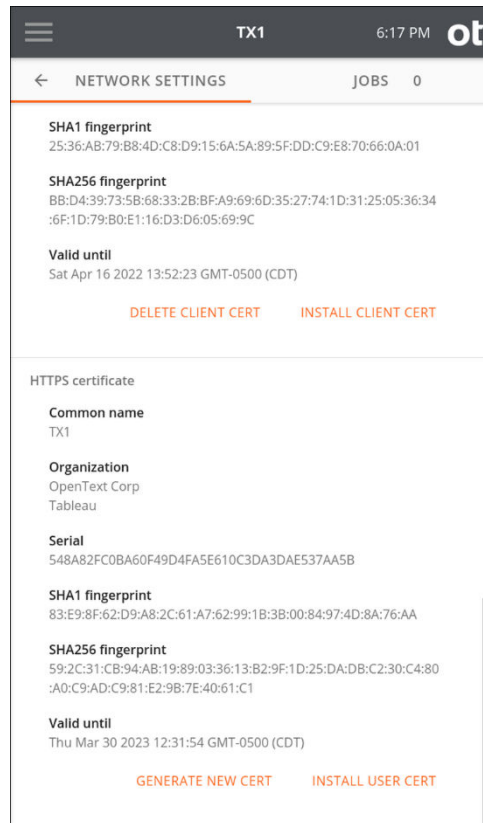 TX1 6:17 PM ot
← NETWORK SETTINGS JOBS 0
SHA1 fingerprint
25:36:AB:79:B8:4D:C8:D9:15:6A:5A:89:5F:DD:C9:E8:70:66:0A:01
SHA256 fingerprint
BB:D4:39:73:5B:68:33:2B:BF:A9:69:6D:35:27:74:1D:31:25:05:36:34
:6F:1D:79:B0:E1:16:D3:D6:05:69:9C
Valid until
Sat Apr 16 2022 13:52:23 GMT-0500 (CDT)
DELETE CLIENT CERT INSTALL CLIENT CERT
HTTPS certificate
Common name
TX1
Organization
OpenText Corp
Tableau
Serial
548A82FC0BA60F49D4FA5E610C3DA3DAE537AA5B
SHA1 fingerprint
83:E9:8F:62:D9:A8:2C:61:A7:62:99:1B:3B:00:84:97:4D:8A:76:AA
SHA256 fingerprint
59:2C:31:CB:94:AB:19:89:03:36:13:B2:9F:1D:25:DA:DB:C2:30:C4:80
:A0:C9:AD:C9:81:E2:9B:7E:40:61:C1
Valid until
Thu Mar 30 2023 12:31:54 GMT-0500 (CDT)
GENERATE NEW CERT INSTALL USER CERT